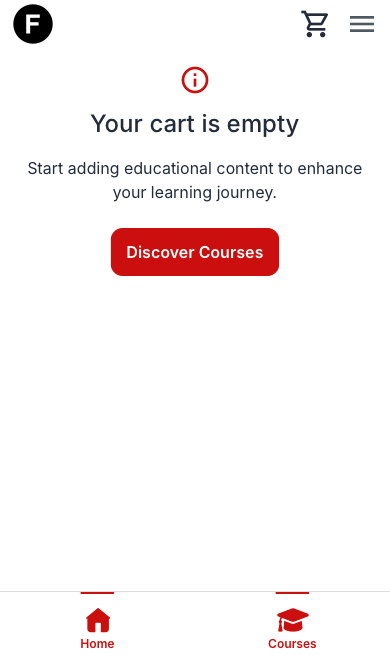 F
Your cart is empty
Start adding educational content to enhance
your learning journey.
Discover Courses
Home
Courses